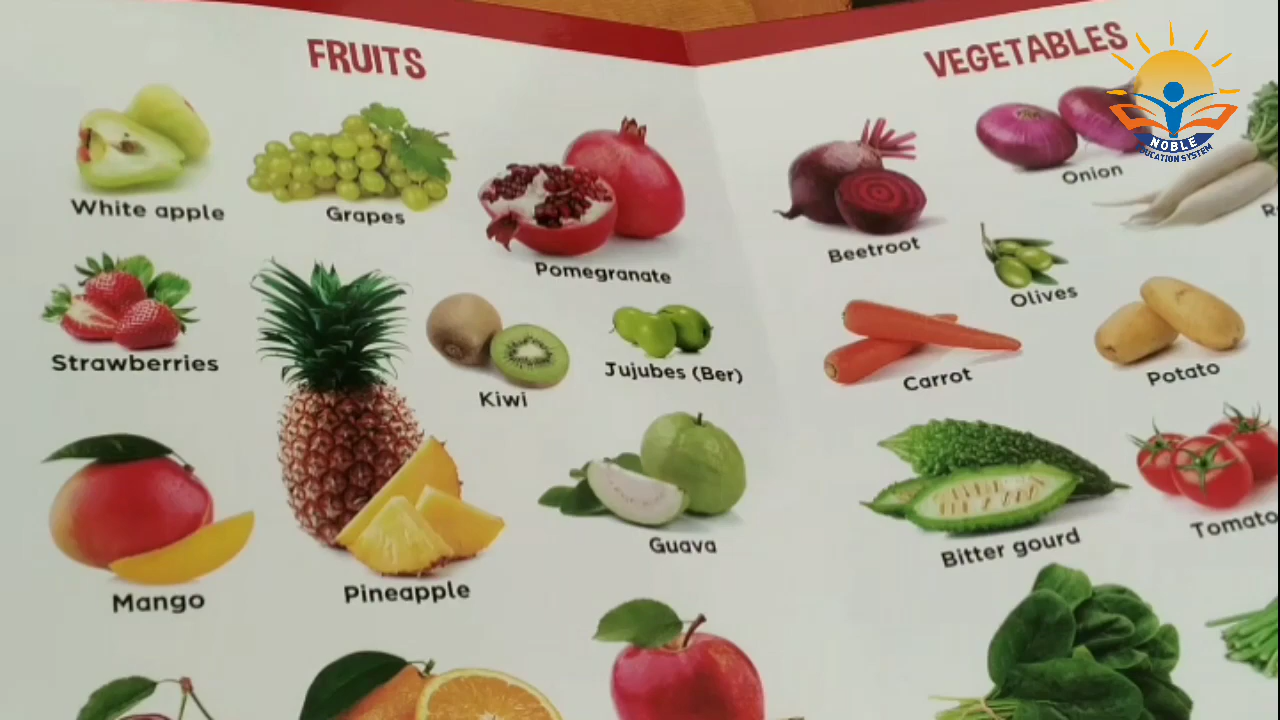 FRUITS
White apple
Grapes
Pomegranate
Strawberries
Kiwi
Jujubes (Ber)
Mango
Pineapple
Guava
VEGETABLES
Beetroot
Onion
Olives
Carrot
Potato
Bitter gourd
Tomato
NOBLE
EDUCATION SYSTEM